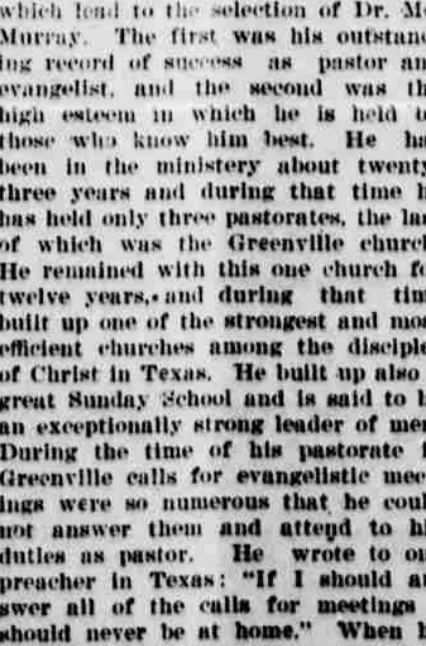 which lend to the selection of Dr. Mc
Murray. The first was his outstand
ing record of success as pastor an
evangelist, and the second was th
high esteem in which he is held b
those who know him best. He ha
been in the ministery about twenty
three years and during that time h
has held only three pastorates, the las
of which was the Greenville church
He remained with this one church fo
twelve years, and during that tim
built up one of the strongest and mos
efficient churches among the disciple
of Christ in Texas. He built up also
great Sunday School and is said to b
an exceptionally strong leader of men
During the time of his pastorate i
Greenville calls for evangelistic meet
ings were so numerous that he coul
not answer them and attend to hi
duties as pastor. He wrote to on
preacher in Texas: "If I should an
swer all of the calls for meetings
should never be at home." When h